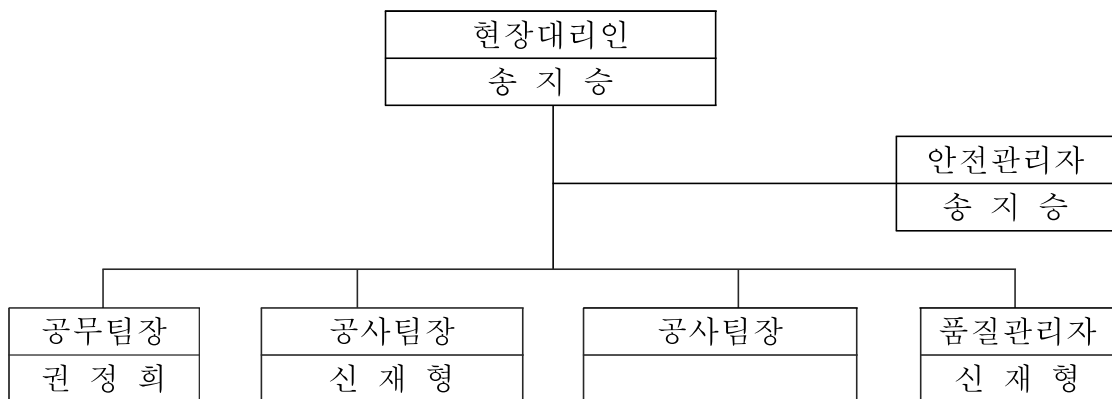 현장대리인
송 지 승
안전관리자
송 지 승
공무팀장
권 정 희
공사팀장
신 재 형
공사팀장
품질관리자
신 재 형